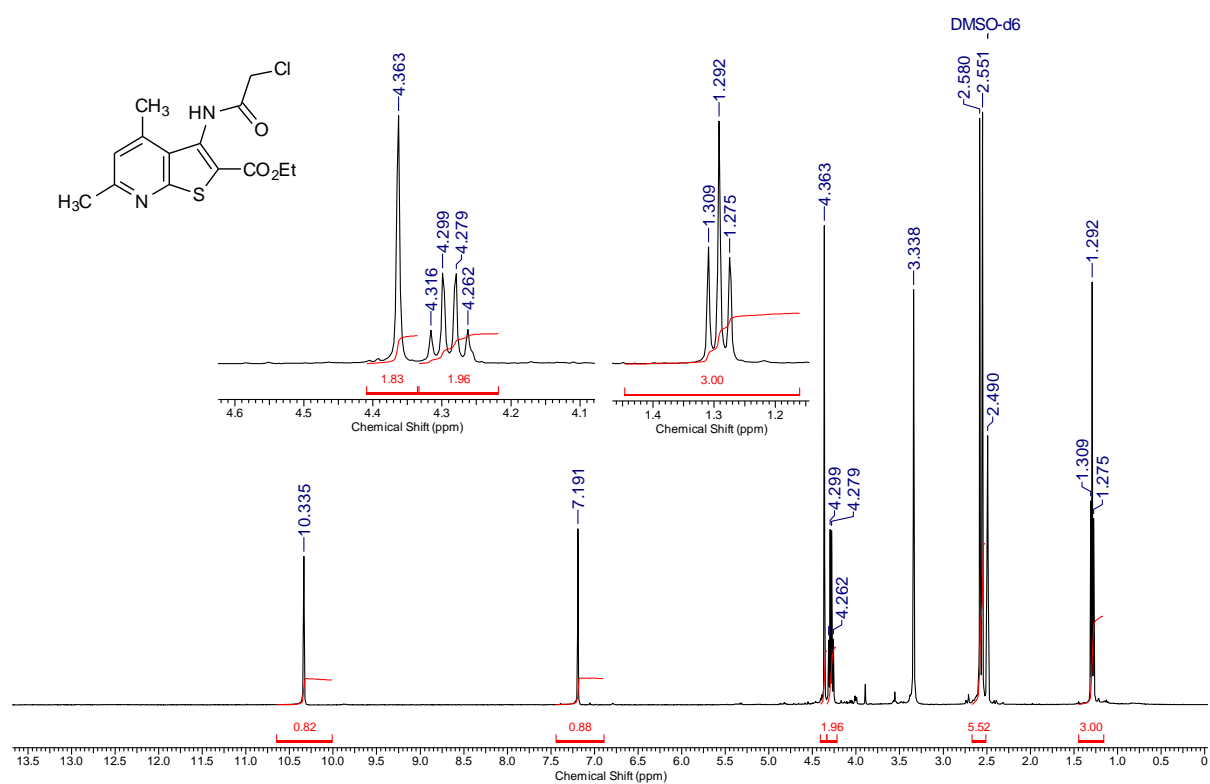 DMSO-d6
2.580
2.551
4.363
1.292
Cl
HN
O
CH3
CO2Et
H3C
N
S
4.316
4.299
4.279
4.262
1.309
1.275
1.83
1.96
3.00
4.6 4.5 4.4 4.3 4.2 4.1
Chemical Shift (ppm)
1.4 1.3 1.2
Chemical Shift (ppm)
10.335
7.191
4.363
4.299
4.279
4.262
3.338
2.490
1.309
1.292
1.275
0.82
0.88
1.96
5.52
3.00
13.5 13.0 12.5 12.0 11.5 11.0 10.5 10.0 9.5 9.0 8.5 8.0 7.5 7.0 6.5 6.0 5.5 5.0 4.5 4.0 3.5 3.0 2.5 2.0 1.5 1.0 0.5 0
Chemical Shift (ppm)